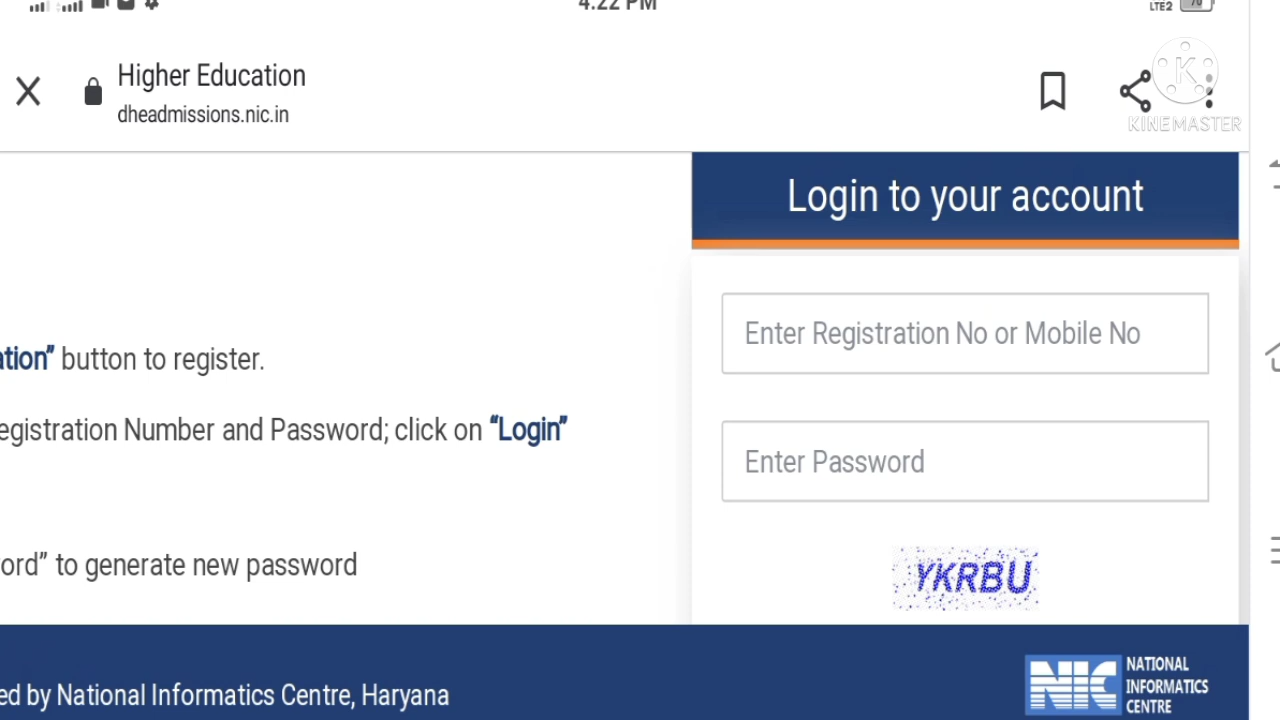 4:22 PM
LTE2
70
Higher Education
dheadmissions.nic.in
K
KINEMASTER
Login to your account
Enter Registration No or Mobile No
ation” button to register.
egistration Number and Password; click on “Login”
Enter Password
ord” to generate new password
YKRBU
ed by National Informatics Centre, Haryana
NIC
NATIONAL
INFORMATICS
CENTRE